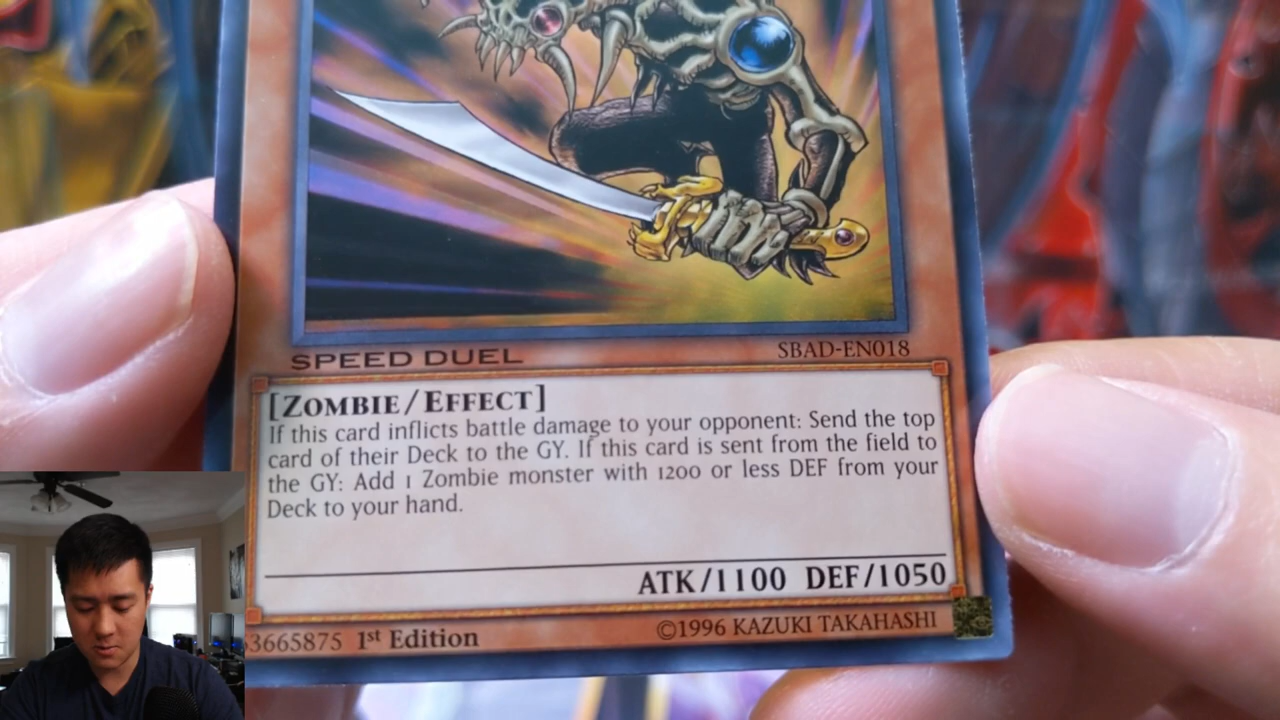 SPEED DUEL
SBAD-EN018
[ZOMBIE/EFFECT]
If this card inflicts battle damage to your opponent: Send the top
card of their Deck to the GY. If this card is sent from the field to
the GY: Add 1 Zombie monster with 1200 or less DEF from your
Deck to your hand.
ATK/1100 DEF/1050
3665875 1st Edition
©1996 KAZUKI TAKAHASHI